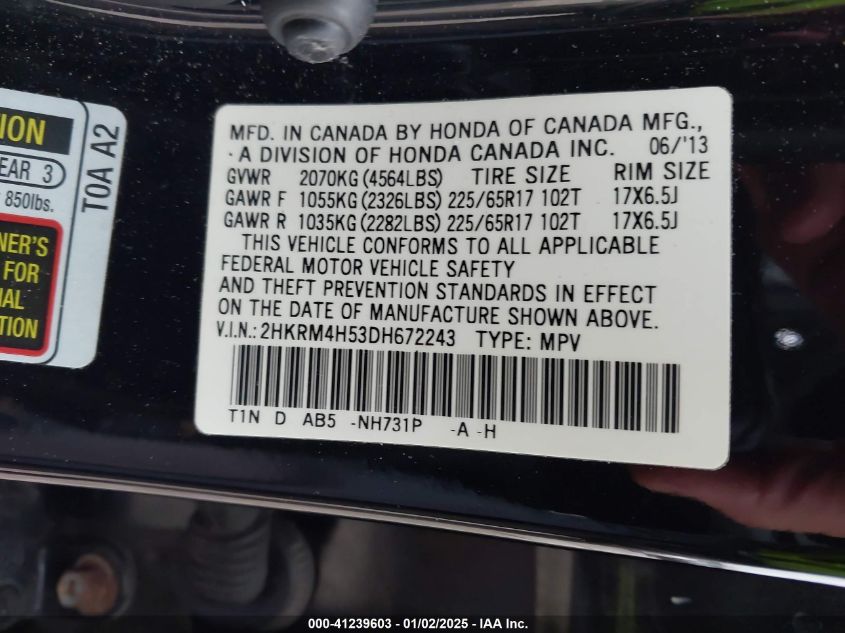 ION
EAR 3
850lbs.
TOA A2
NER'S
FOR
NAL
TION
MFD. IN CANADA BY HONDA OF CANADA MFG.,
A DIVISION OF HONDA CANADA INC. 06/'13
GVWR 2070KG(4564LBS) TIRE SIZE RIM SIZE
GAWR F 1055KG(2326LBS) 225/65R17 102T 17X6.5J
GAWR R 1035KG(2282LBS) 225/65R17 102T 17X6.5J
THIS VEHICLE CONFORMS TO ALL APPLICABLE
FEDERAL MOTOR VEHICLE SAFETY
AND THEFT PREVENTION STANDARDS IN EFFECT
ON THE DATE OF MANUFACTURE SHOWN ABOVE.
V.I.N.: 2HKRM4H53DH672243 TYPE: MPV
T1N D AB5 -NH731P -A -H
000-41239603 - 01/02/2025 - IAA Inc.